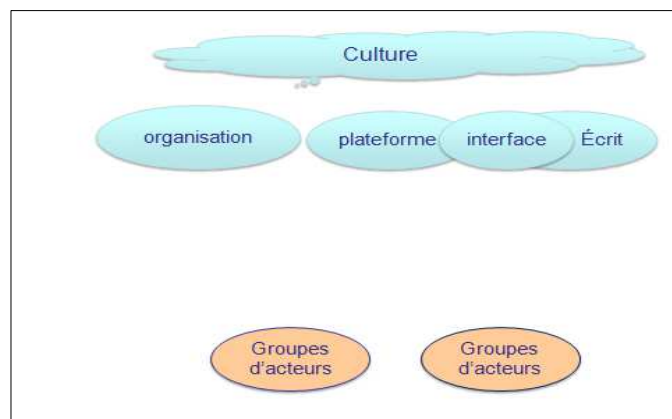 Culture
organisation
plateforme
interface
Écrit
Groupes
d'acteurs
Groupes
d'acteurs